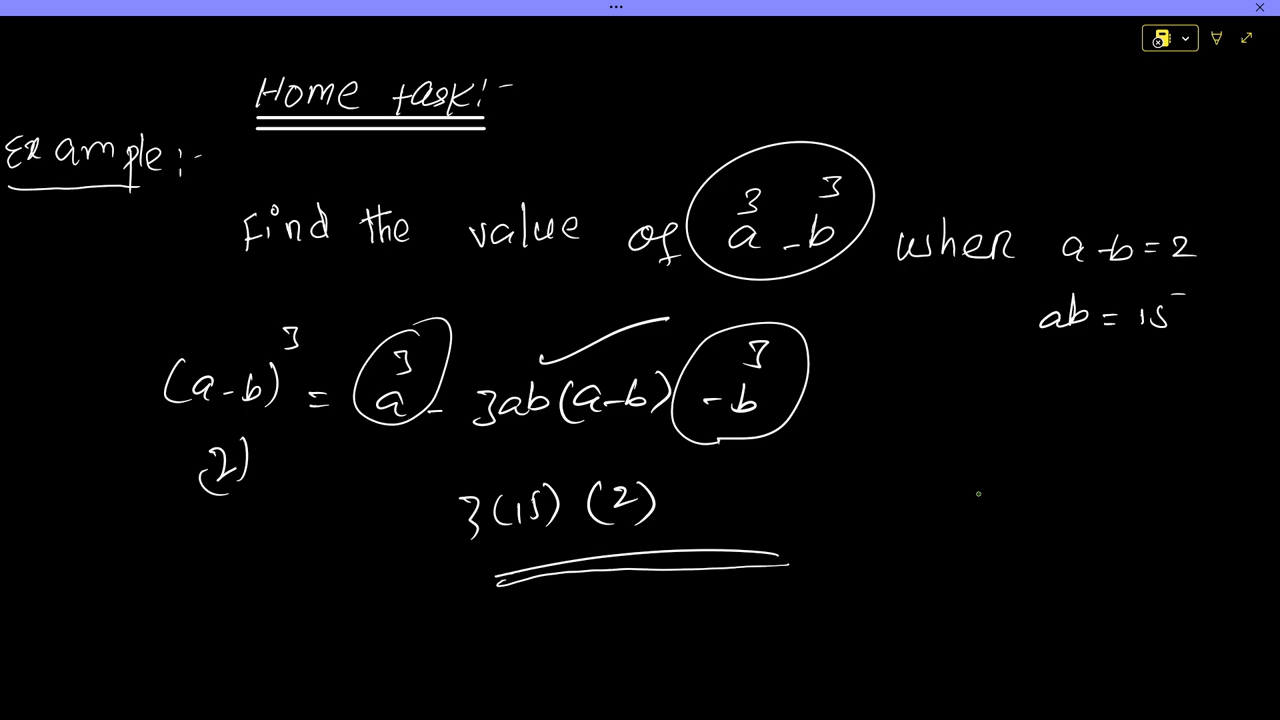 Home task:-
Example:-
Find the value of a³-b³ when a-b=2
ab=15
(a-b)³ = a³ - 3ab(a-b) -b³
(2)
3(15) (2)